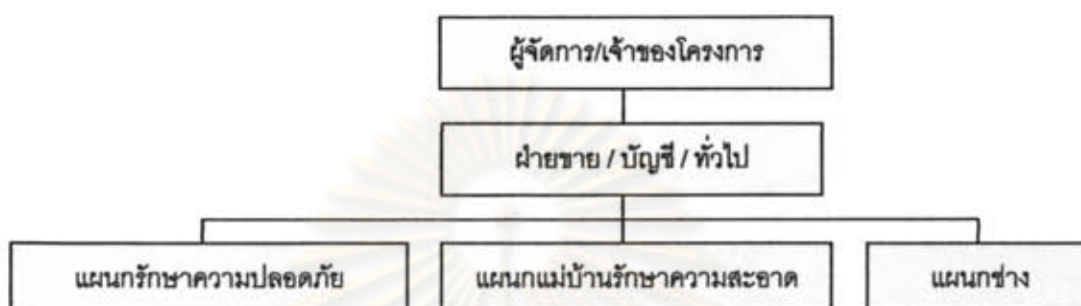 ผู้จัดการ/เจ้าของโครงการ
ฝ่ายขาย / บัญชี / ทั่วไป
แผนกรักษาความปลอดภัย
แผนกแม่บ้านรักษาความสะอาด
แผนกช่าง